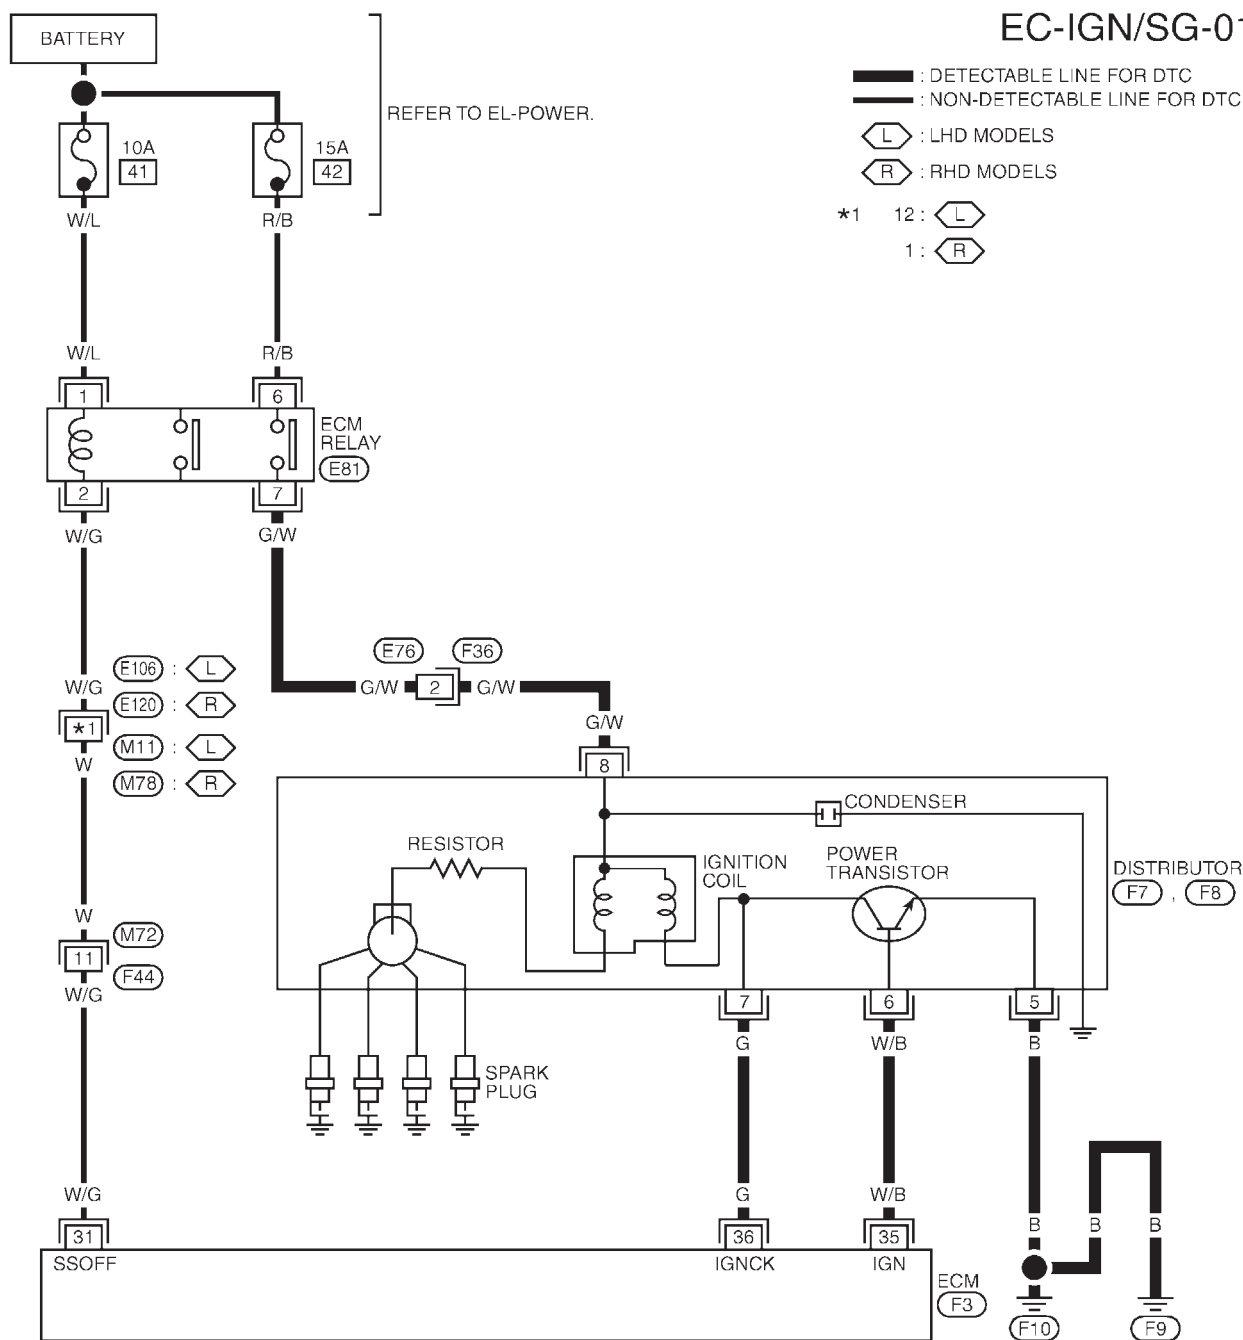 EC-IGN/SG-01
BATTERY
: DETECTABLE LINE FOR DTC
: NON-DETECTABLE LINE FOR DTC
REFER TO EL-POWER.
L : LHD MODELS
R : RHD MODELS
*1 12 : L
1 : R
10A
41
15A
42
W/L R/B
W/L R/B
1 6
ECM
RELAY
E81
2 7
W/G G/W
E76 F36
E106 : L
W/G
G/W 2 G/W
E120 : R
G/W
*1
M11 : L
W
M78 : R
8
CONDENSER
RESISTOR
IGNITION
COIL
POWER
TRANSISTOR
DISTRIBUTOR
F7 , F8
W
M72
11
F44
W/G
7 6 5
G W/B B
SPARK
PLUG
W/G G W/B
B B B
31 36 35
SSOFF IGNCK IGN
ECM
F3
F10 F9